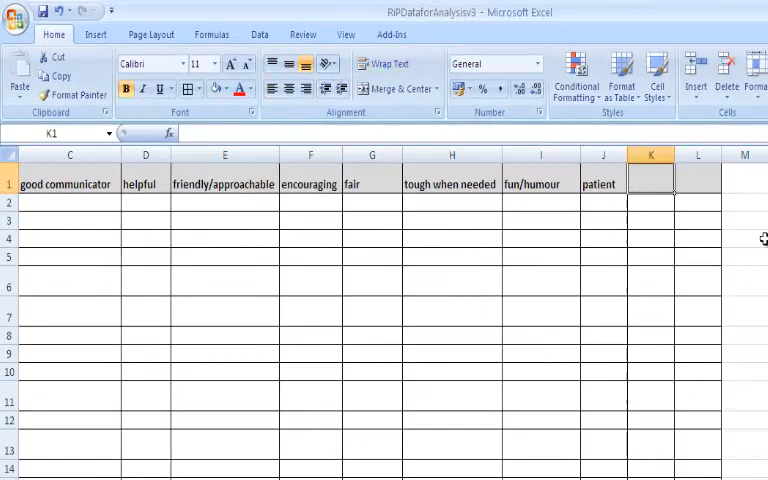 RiPDataforAnalysisv3 - Microsoft Excel
Home Insert Page Layout Formulas Data Review View Add-Ins
Paste
Cut
Copy
Format Painter
Clipboard
Calibri 11 A A
B I U A
Font
Wrap Text
Merge & Center
Alignment
General
% ,
Number
Conditional Formatting
Format as Table
Cell Styles
Styles
Insert Delete Forma
Cells
K1 fx
C D E F G H I J K L M
1 good communicator helpful friendly/approachable encouraging fair tough when needed fun/humour patient
2
3
4
5
6
7
8
9
10
11
12
13
14